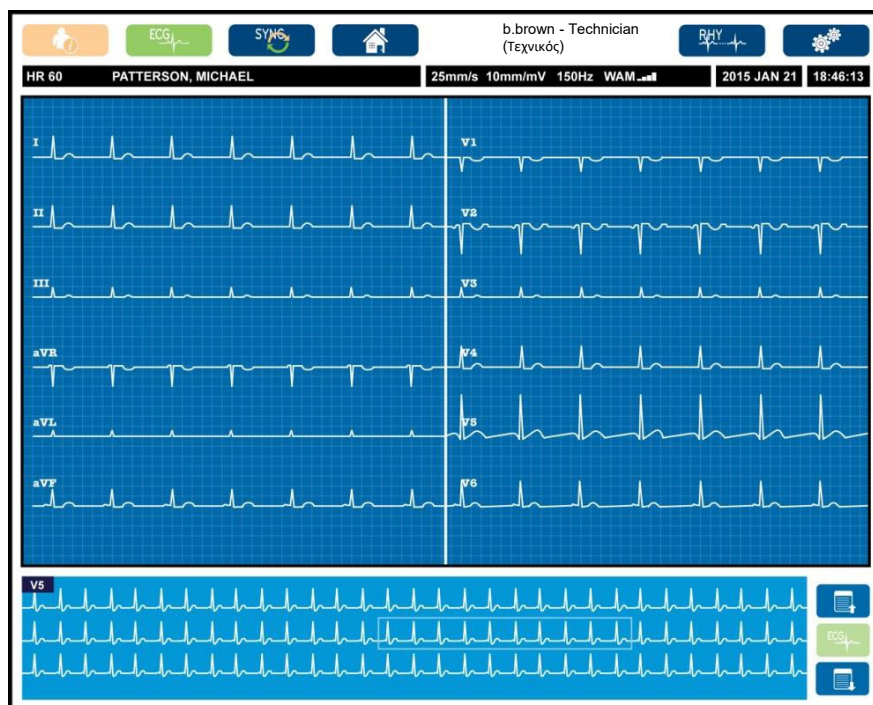 ECG
SYNC
b.brown - Technician
(Τεχνικός)
RHY
HR 60
PATTERSON, MICHAEL
25mm/s 10mm/mV 150Hz WAM
2015 JAN 21
18:46:13
I
V1
II
V2
III
V3
aVR
V4
aVL
V5
aVF
V6
V5
ECG